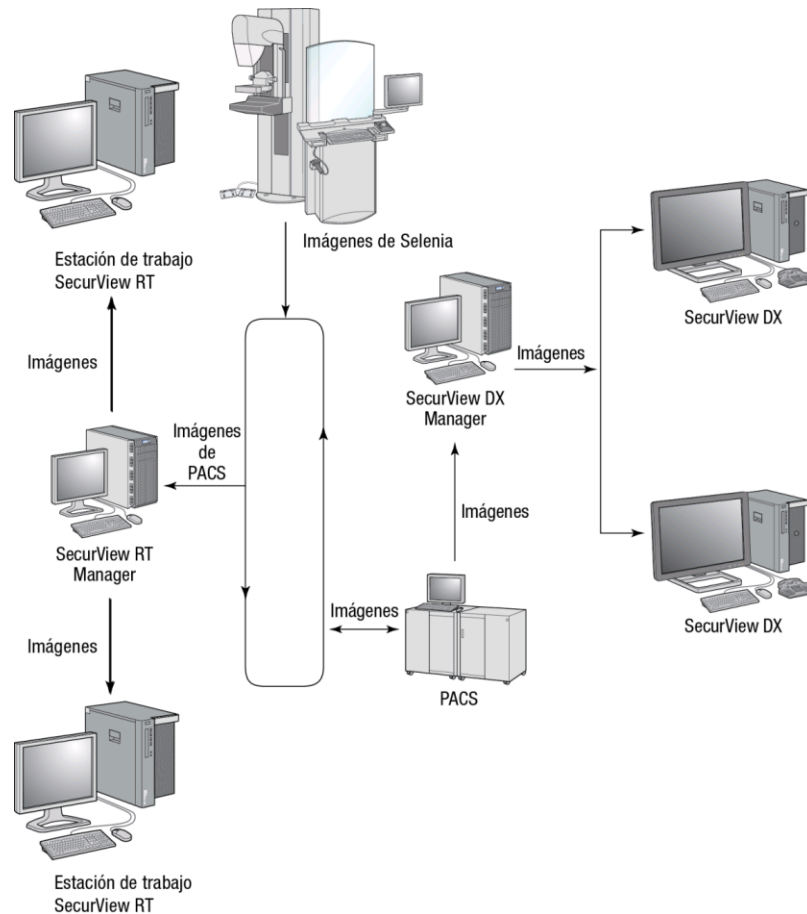 Imágenes de Selenia
Estación de trabajo
SecurView RT
Imágenes
Imágenes
de
PACS
SecurView RT
Manager
Imágenes
Estación de trabajo
SecurView RT
SecurView DX
Manager
Imágenes
Imágenes
Imágenes
PACS
SecurView DX
SecurView DX